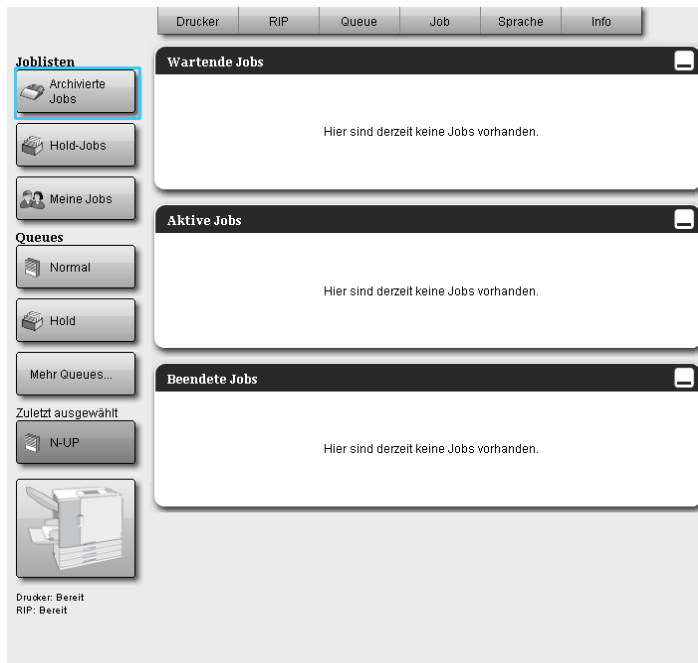 Drucker RIP Queue Job Sprache Info
Joblisten
Archivierte
Jobs
Hold-Jobs
Meine Jobs
Queues
Normal
Hold
Mehr Queues...
Zuletzt ausgewählt
N-UP
Drucker: Bereit
RIP: Bereit
Wartende Jobs
Hier sind derzeit keine Jobs vorhanden.
Aktive Jobs
Hier sind derzeit keine Jobs vorhanden.
Beendete Jobs
Hier sind derzeit keine Jobs vorhanden.